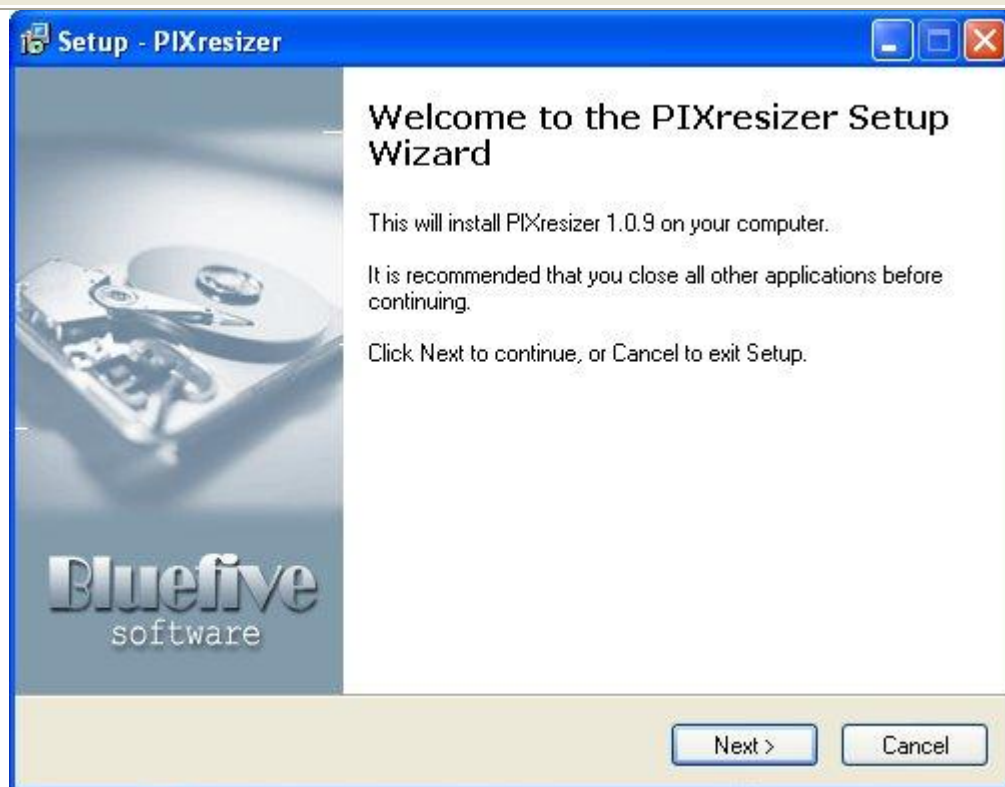 Setup - PIXresizer
Welcome to the PIXresizer Setup
Wizard
This will install PIXresizer 1.0.9 on your computer.
It is recommended that you close all other applications before
continuing.
Click Next to continue, or Cancel to exit Setup.
Bluefive
software
Next >
Cancel